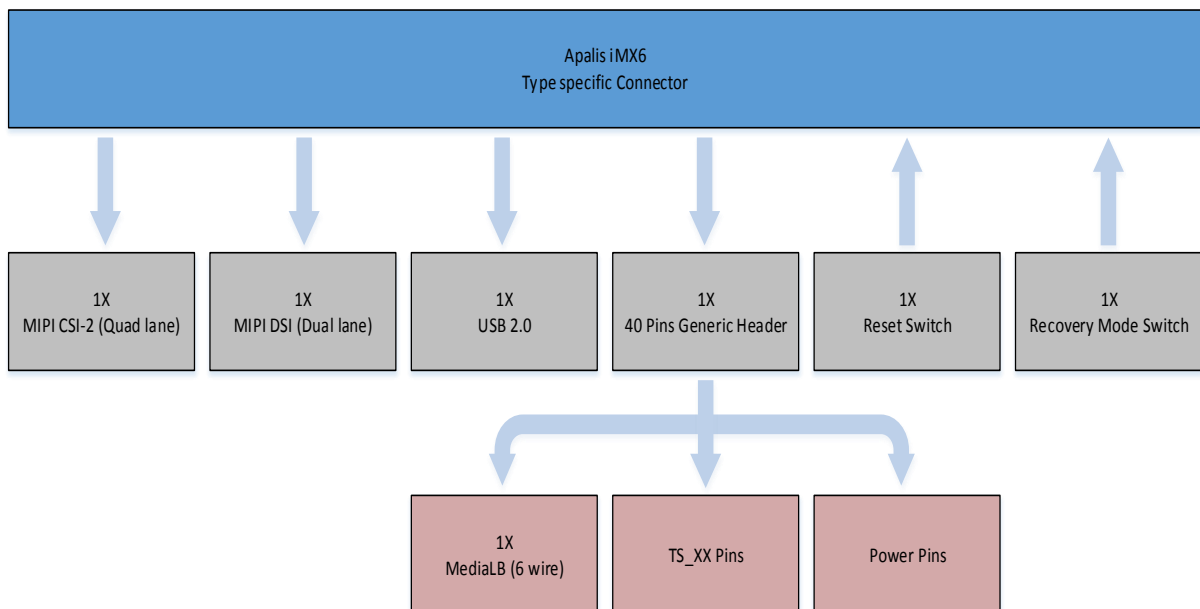 Apalis iMX6
Type specific Connector
1X
MIPI CSI-2 (Quad lane)
1X
MIPI DSI (Dual lane)
1X
USB 2.0
1X
40 Pins Generic Header
1X
Reset Switch
1X
Recovery Mode Switch
1X
MediaLB (6 wire)
TS_XX Pins
Power Pins